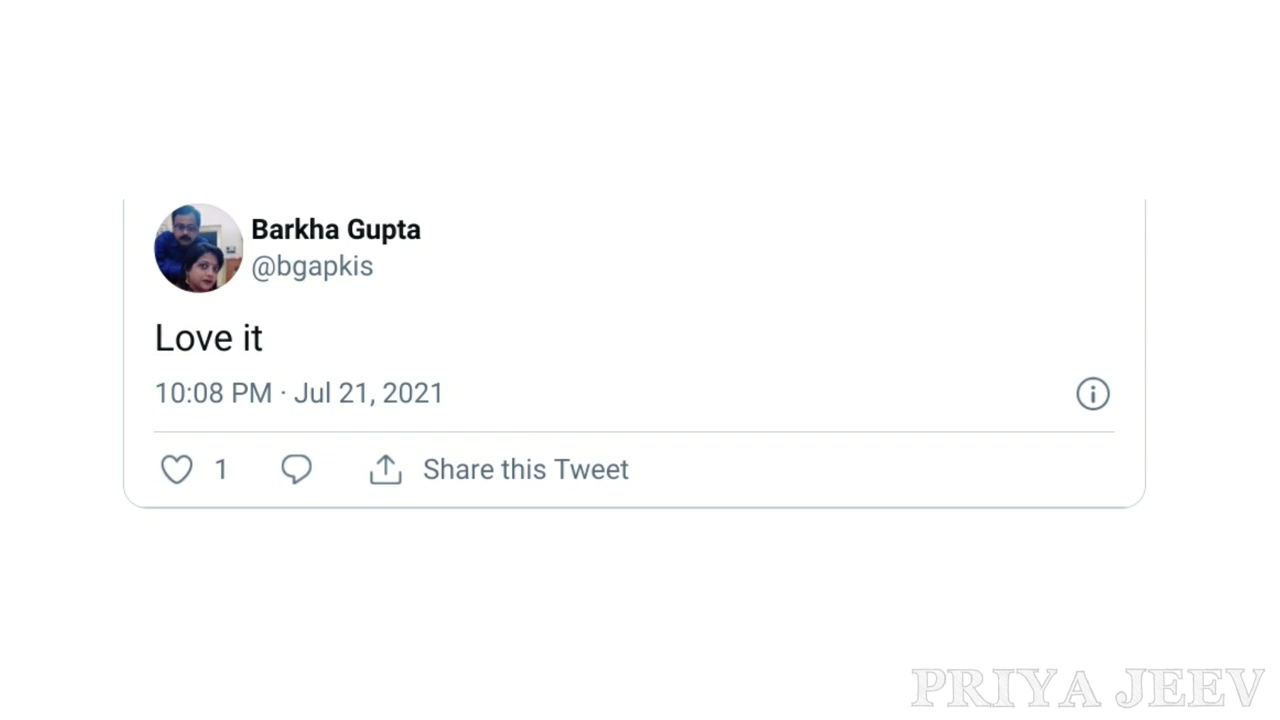 Barkha Gupta
@bgapkis
Love it
10:08 PM · Jul 21, 2021
1
Share this Tweet
PRIYA JEEV